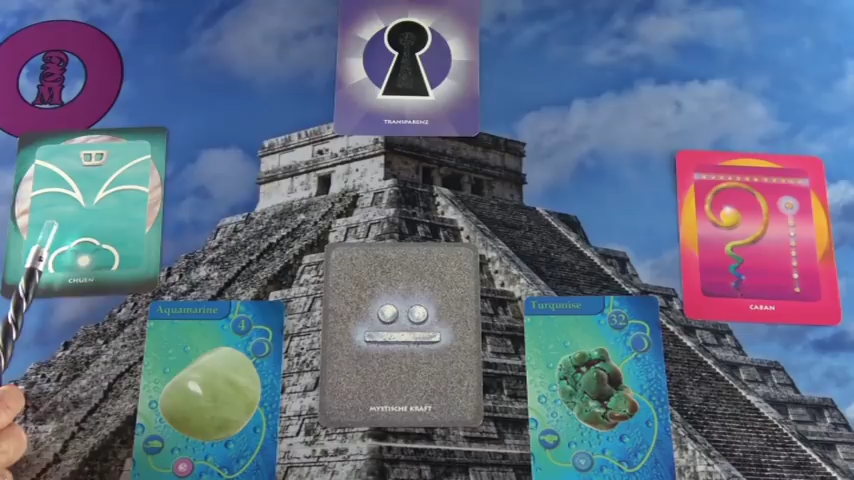 TRANSPARENZ
CHUEN
CABAN
Aquamarine
4
MYSTISCHE KRAFT
Turquoise
32